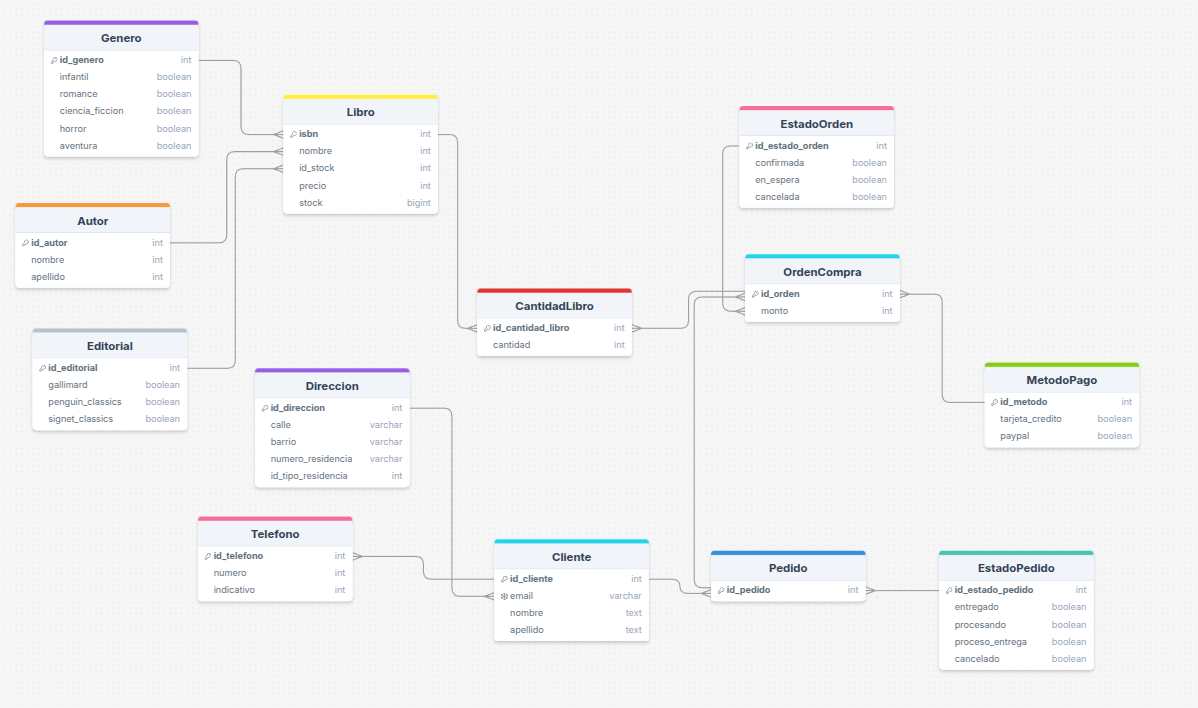 Genero
id_genero int
infantil boolean
romance boolean
ciencia_ficcion boolean
horror boolean
aventura boolean
Libro
isbn int
nombre int
id_stock int
precio int
stock bigint
EstadoOrden
id_estado_orden int
confirmada boolean
en_espera boolean
cancelada boolean
Autor
id_autor int
nombre int
apellido int
OrdenCompra
id_orden int
monto int
CantidadLibro
id_cantidad_libro int
cantidad int
Editorial
id_editorial int
gallimard boolean
penguin_classics boolean
signet_classics boolean
Direccion
id_direccion int
calle varchar
barrio varchar
numero_residencia varchar
id_tipo_residencia int
MetodoPago
id_metodo int
tarjeta_credito boolean
paypal boolean
Telefono
id_telefono int
numero int
indicativo int
Cliente
id_cliente int
email varchar
nombre text
apellido text
Pedido
id_pedido int
EstadoPedido
id_estado_pedido int
entregado boolean
procesando boolean
proceso_entrega boolean
cancelado boolean